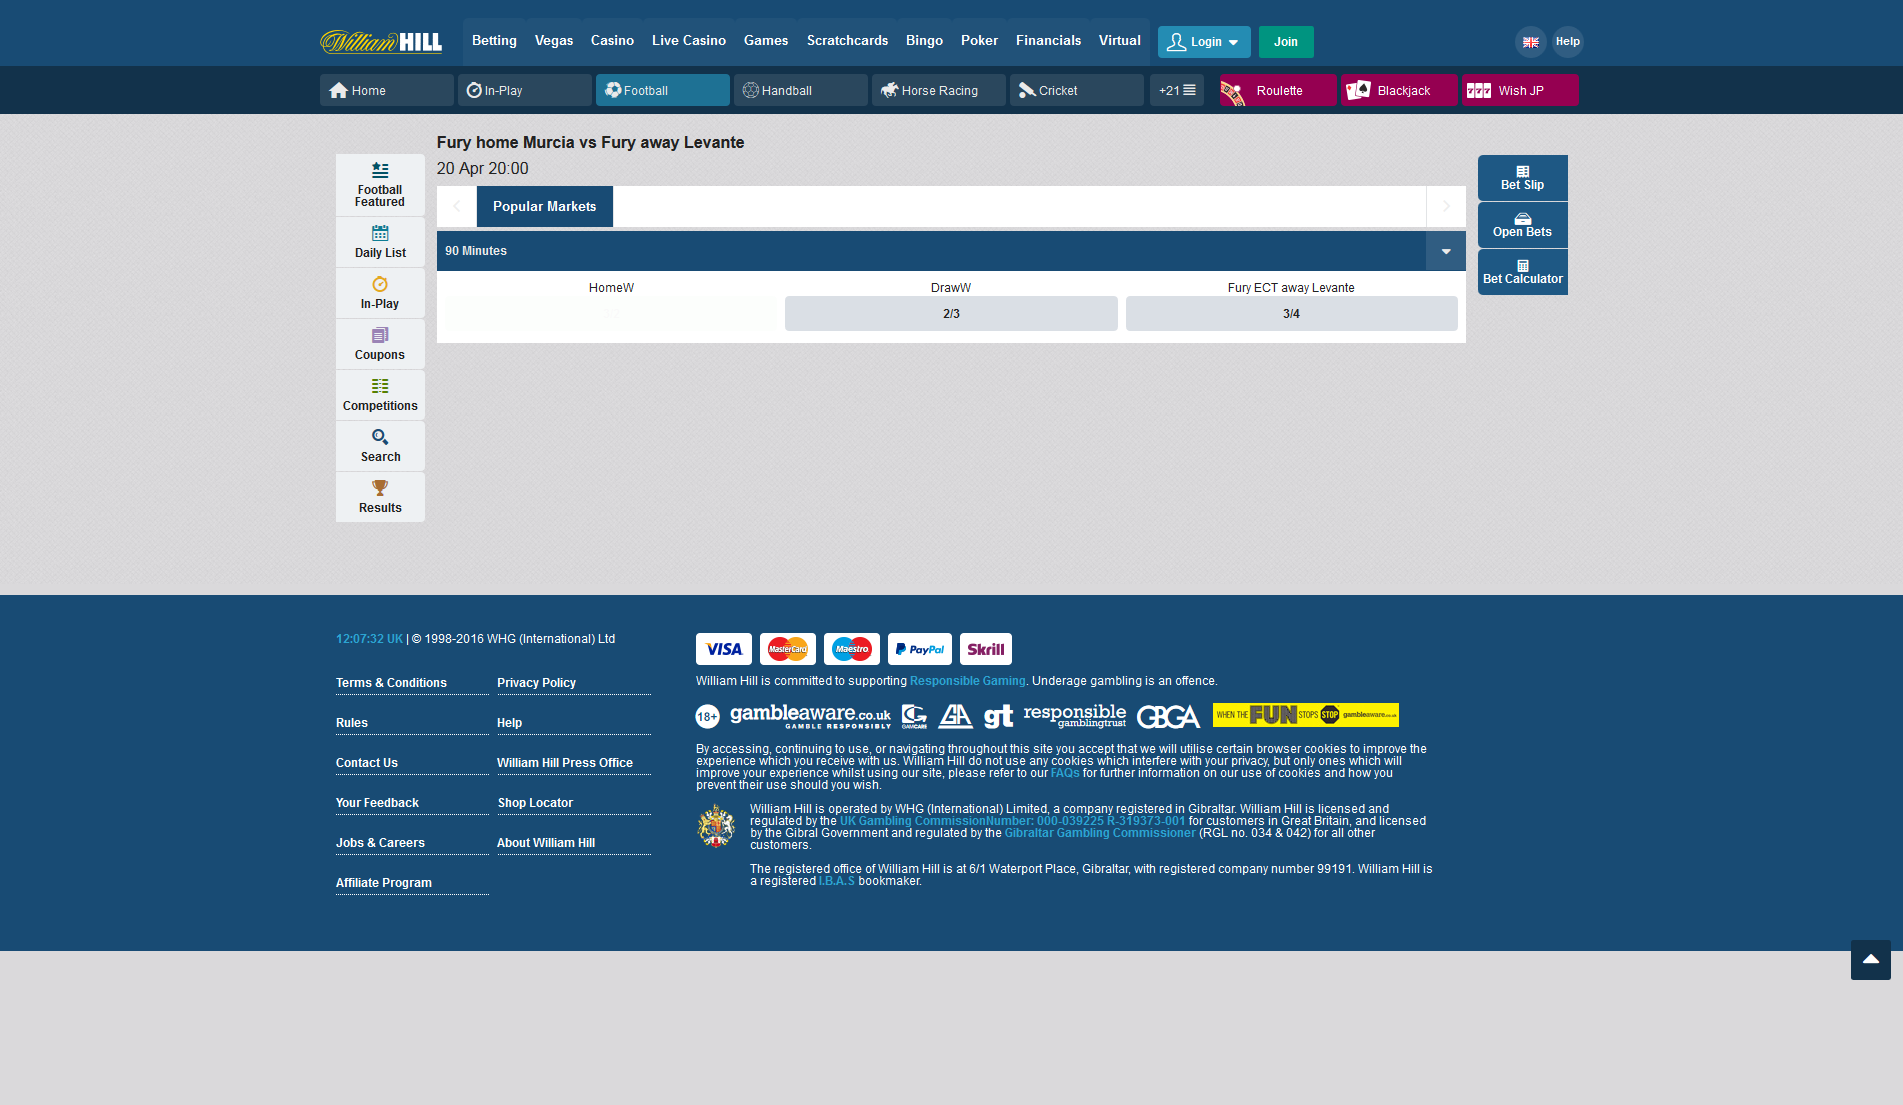 William HILL
Betting Vegas Casino Live Casino Games Scratchcards Bingo Poker Financials Virtual Login Join Help
Home In-Play Football Handball Horse Racing Cricket +21 Roulette Blackjack 777 Wish JP
Fury home Murcia vs Fury away Levante
20 Apr 20:00
Football
Featured
Daily List
In-Play
Coupons
Competitions
Search
Results
Popular Markets
90 Minutes
HomeW DrawW Fury ECT away Levante
2/3 3/4
Bet Slip
Open Bets
Bet Calculator
12:07:32 UK | © 1998-2016 WHG (International) Ltd
Terms & Conditions Privacy Policy
Rules Help
Contact Us William Hill Press Office
Your Feedback Shop Locator
Jobs & Careers About William Hill
Affiliate Program
VISA MasterCard Maestro PayPal Skrill
William Hill is committed to supporting Responsible Gaming. Underage gambling is an offence.
18+ gambleaware.co.uk GAMBLE RESPONSIBLY GAMCARE GA gt responsible gamblingtrust GBGA WHEN THE FUN STOPS STOP gambleaware.co.uk
By accessing, continuing to use, or navigating throughout this site you accept that we will utilise certain browser cookies to improve the
experience which you receive with us. William Hill do not use any cookies which interfere with your privacy, but only ones which will
improve your experience whilst using our site, please refer to our FAQs for further information on our use of cookies and how you
prevent their use should you wish.
William Hill is operated by WHG (International) Limited, a company registered in Gibraltar. William Hill is licensed and
regulated by the UK Gambling CommissionNumber: 000-039225 R-319373-001 for customers in Great Britain, and licensed
by the Gibral Government and regulated by the Gibraltar Gambling Commissioner (RGL no. 034 & 042) for all other
customers.
The registered office of William Hill is at 6/1 Waterport Place, Gibraltar, with registered company number 99191. William Hill is
a registered I.B.A.S bookmaker.